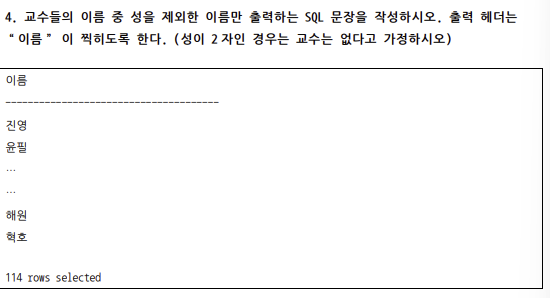 4. 교수들의 이름 중 성을 제외한 이름만 출력하는 SQL 문장을 작성하시오. 출력 헤더는
“이름” 이 찍히도록 한다. (성이 2자인 경우는 교수는 없다고 가정하시오)
이름
--------------------------------------
진영
윤필
…
…
해원
혁호
114 rows selected